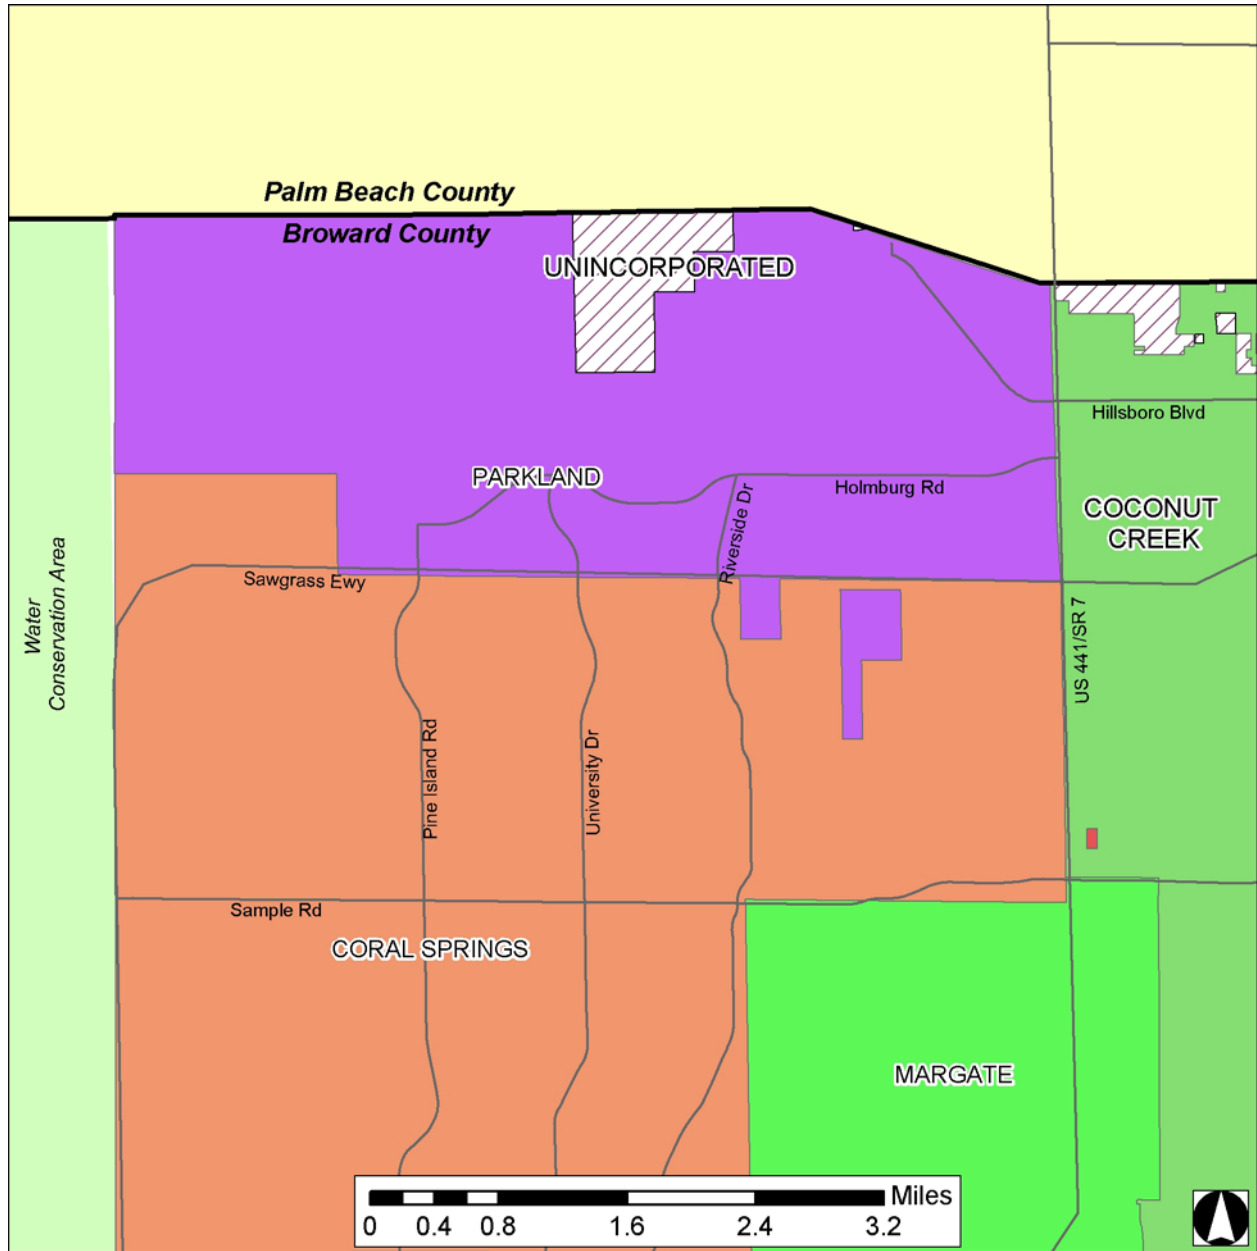 Palm Beach County
Broward County
UNINCORPORATED
Hillsboro Blvd
PARKLAND
Holmburg Rd
Riverside Dr
COCONUT
CREEK
Sawgrass Ewy
Water
Conservation Area
US 441/SR 7
Pine Island Rd
University Dr
Sample Rd
CORAL SPRINGS
MARGATE
Miles
0 0.4 0.8 1.6 2.4 3.2